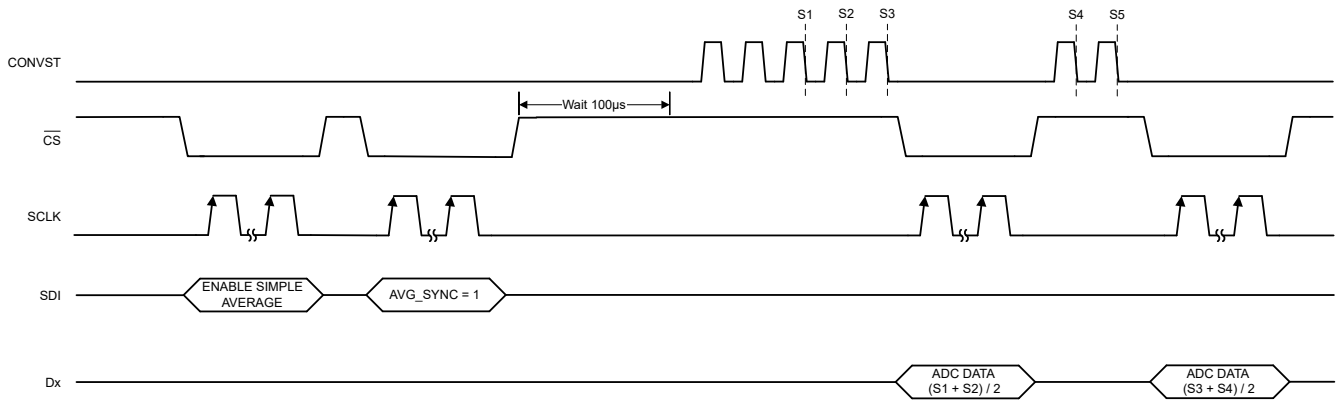 S1 S2 S3 S4 S5
CONVST
Wait 100µs
CS
SCLK
SDI
ENABLE SIMPLE
AVERAGE
AVG_SYNC = 1
Dx
ADC DATA
(S1 + S2) / 2
ADC DATA
(S3 + S4) / 2